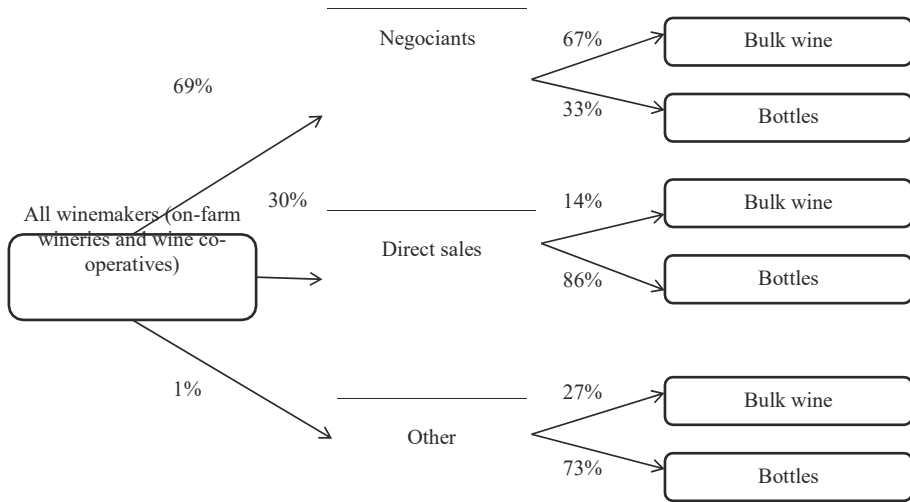 Negociants
67%
Bulk wine
69%
33%
Bottles
30%
14%
Bulk wine
All winemakers (on-farm
wineries and wine co-
operatives)
Direct sales
86%
Bottles
1%
27%
Bulk wine
Other
73%
Bottles